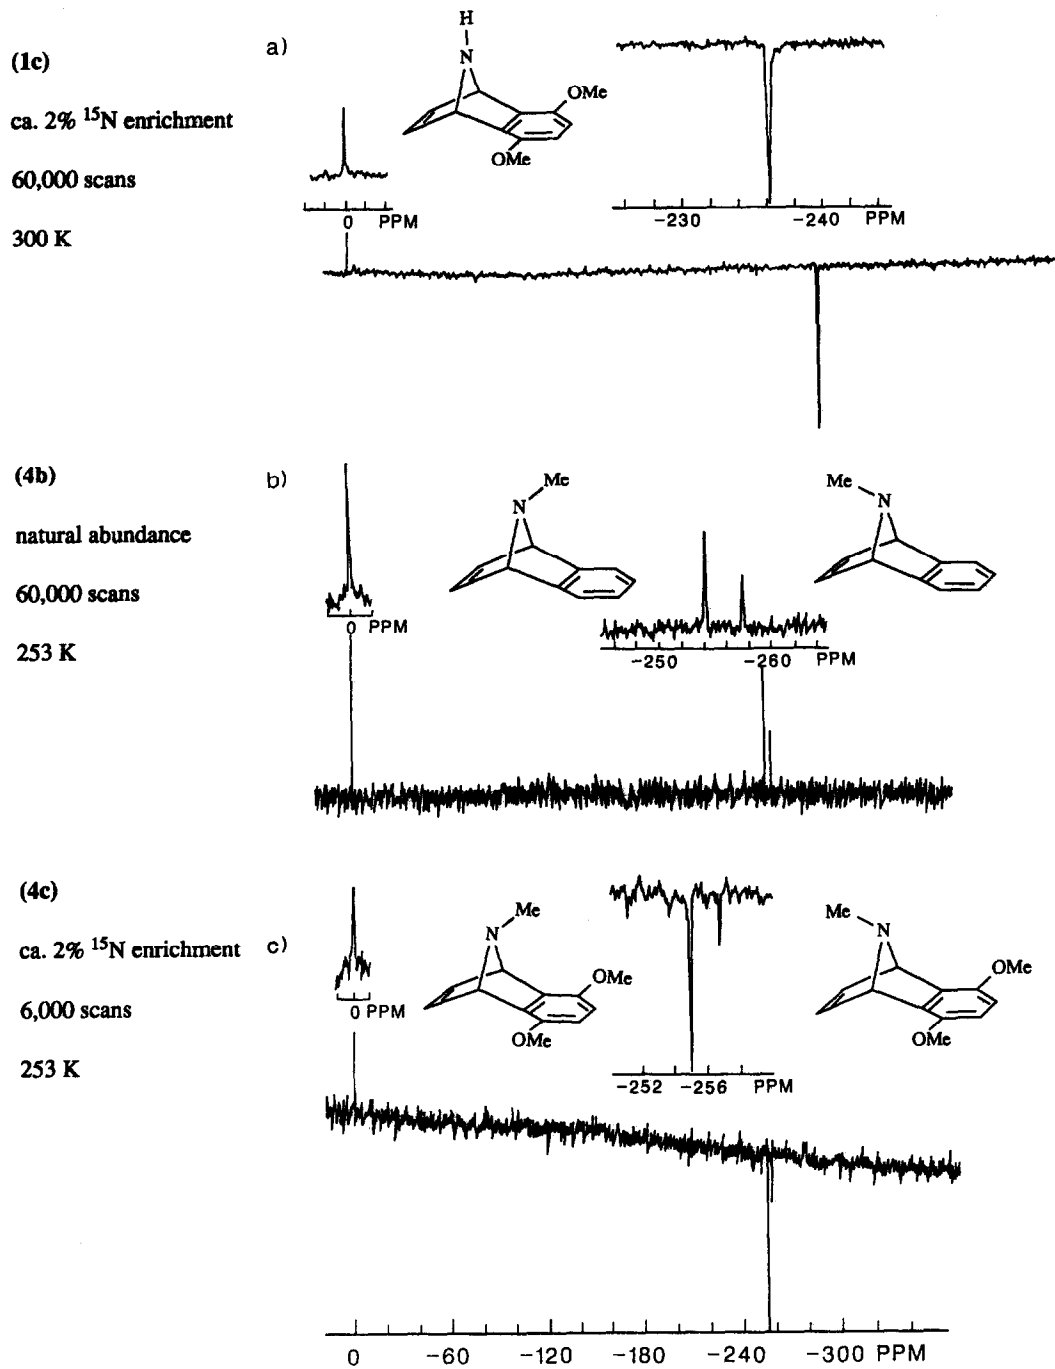 (1c)
ca. 2% ¹⁵N enrichment
60,000 scans
300 K
a)
H
N
OMe
OMe
0 PPM
-230 -240 PPM
(4b)
natural abundance
60,000 scans
253 K
b)
Me
N
Me
N
0 PPM
-250 -260 PPM
(4c)
ca. 2% ¹⁵N enrichment
6,000 scans
253 K
c)
Me
N
OMe
OMe
Me
N
OMe
OMe
0 PPM
-252 -256 PPM
0 -60 -120 -180 -240 -300 PPM